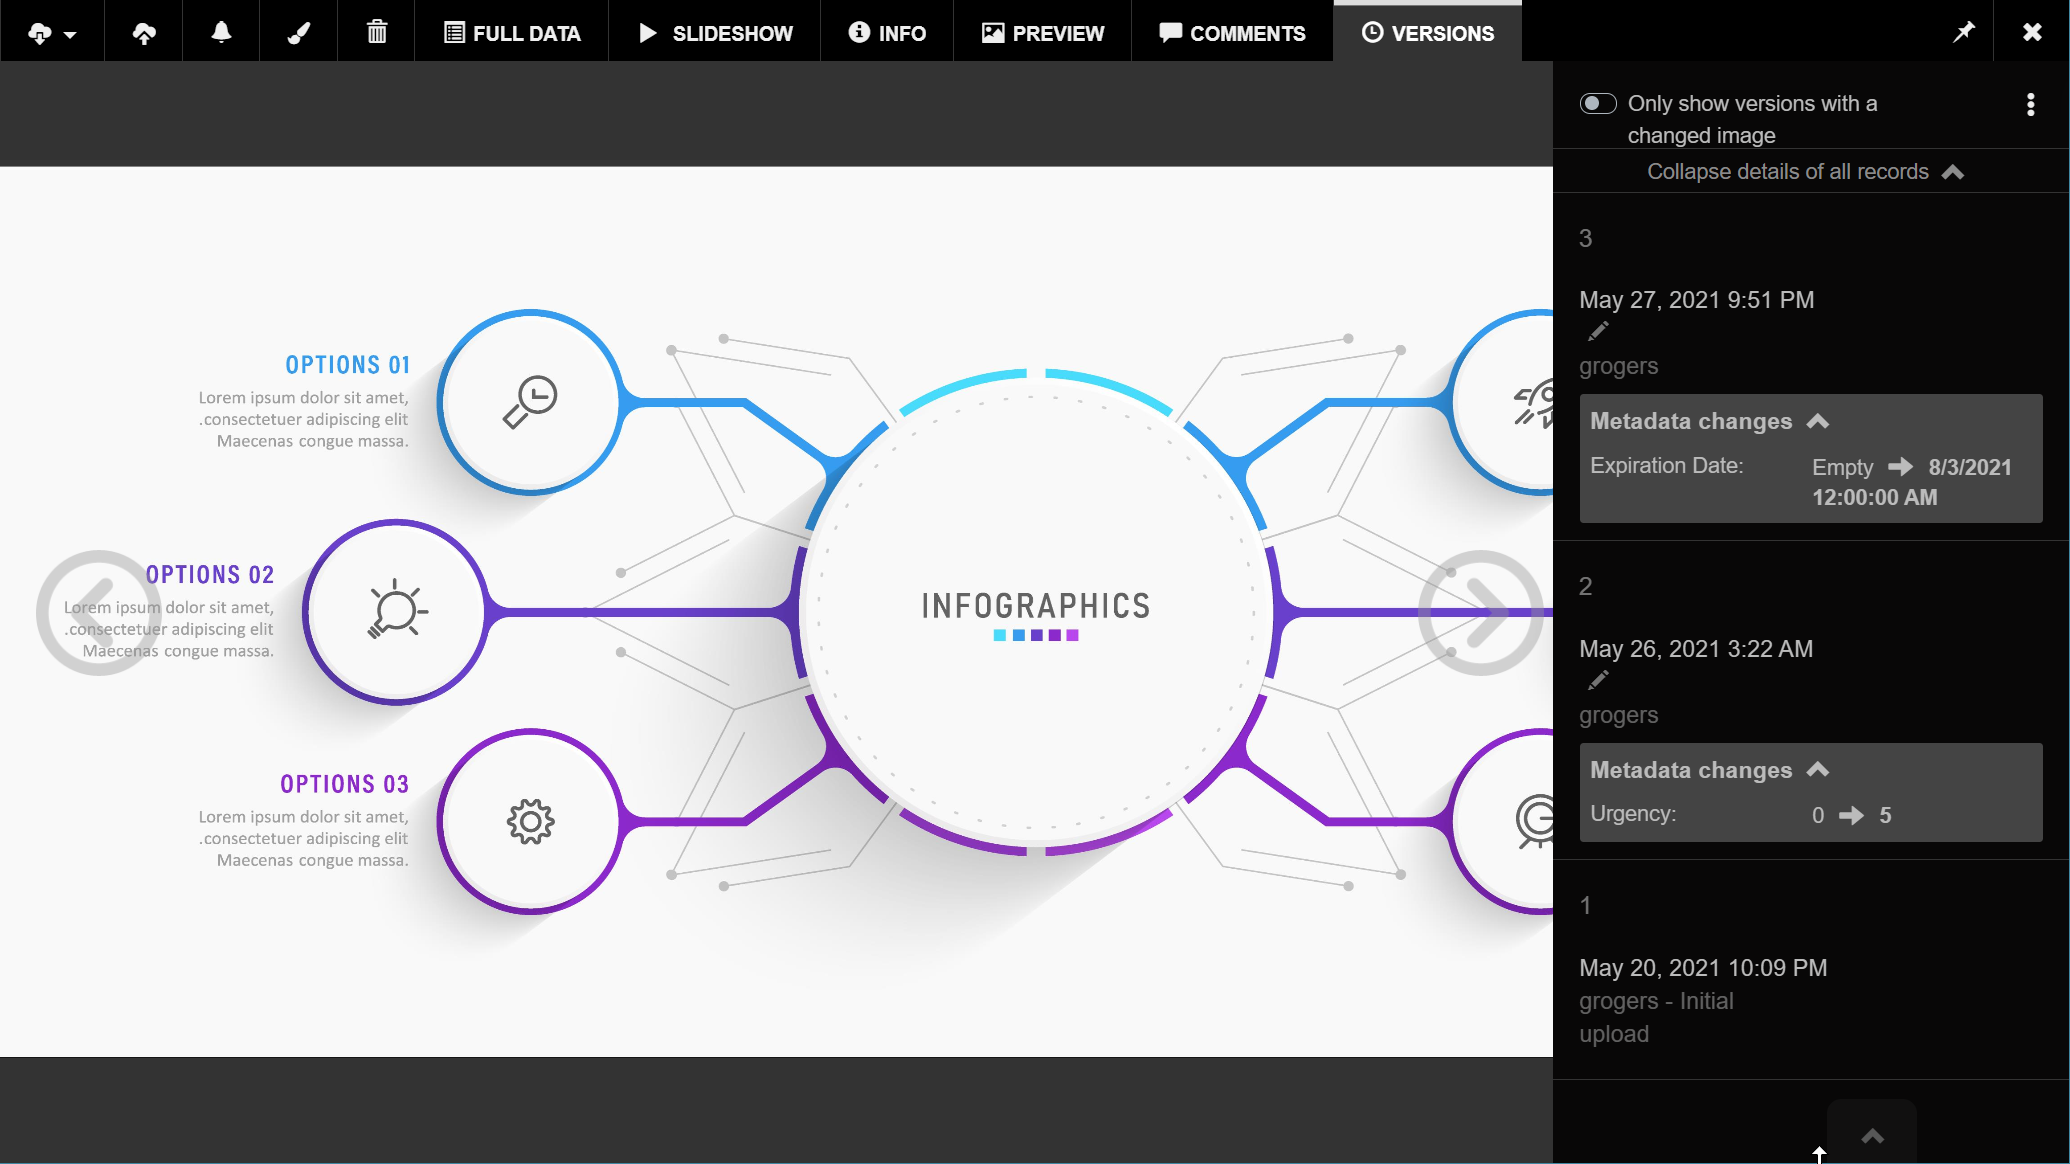 FULL DATA
SLIDESHOW
INFO
PREVIEW
COMMENTS
VERSIONS
OPTIONS 01
Lorem ipsum dolor sit amet,
.consectetuer adipiscing elit
Maecenas congue massa.
OPTIONS 02
Lorem ipsum dolor sit amet,
.consectetuer adipiscing elit
Maecenas congue massa.
OPTIONS 03
Lorem ipsum dolor sit amet,
.consectetuer adipiscing elit
Maecenas congue massa.
INFOGRAPHICS
Only show versions with a
changed image
Collapse details of all records
3
May 27, 2021 9:51 PM
grogers
Metadata changes
Expiration Date: Empty 8/3/2021
12:00:00 AM
2
May 26, 2021 3:22 AM
grogers
Metadata changes
Urgency: 0 5
1
May 20, 2021 10:09 PM
grogers - Initial
upload